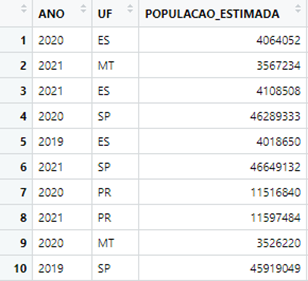 ANO UF POPULACAO_ESTIMADA
1 2020 ES 4064052
2 2021 MT 3567234
3 2021 ES 4108508
4 2020 SP 46289333
5 2019 ES 4018650
6 2021 SP 46649132
7 2020 PR 11516840
8 2021 PR 11597484
9 2020 MT 3526220
10 2019 SP 45919049